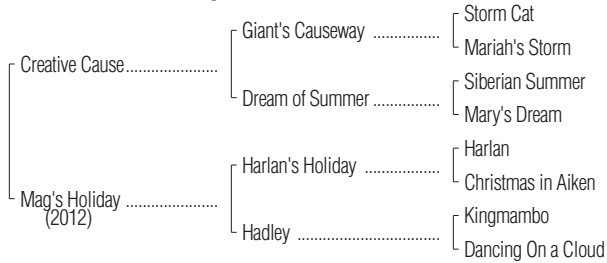 Storm Cat
Giant's Causeway ................
Mariah's Storm
Creative Cause......................
Siberian Summer
Dream of Summer ................
Mary's Dream
Harlan
Harlan's Holiday ..................
Christmas in Aiken
Mag's Holiday ......................
(2012)
Kingmambo
Hadley ..................................
Dancing On a Cloud